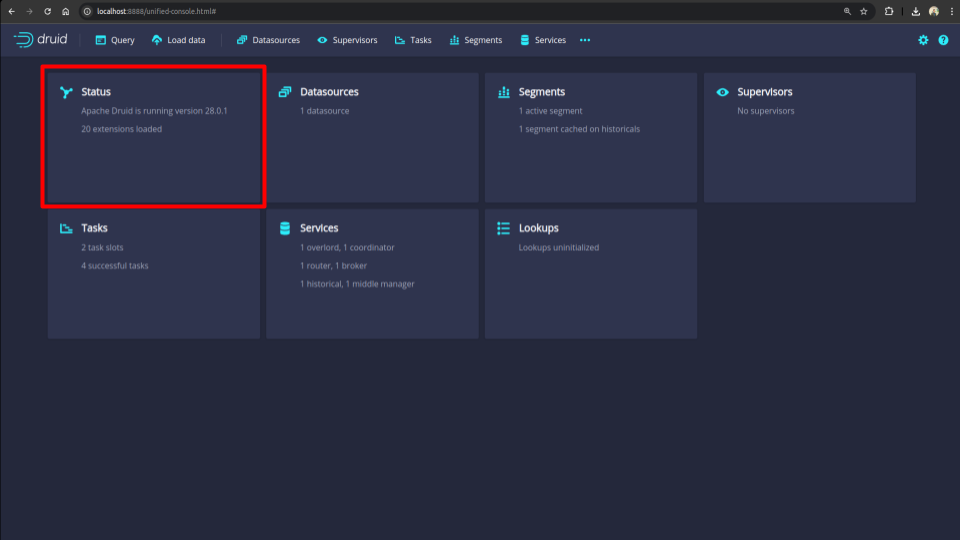 localhost:8888/unified-console.html#
druid Query Load data Datasources Supervisors Tasks Segments Services
Status
Apache Druid is running version 28.0.1
20 extensions loaded
Datasources
1 datasource
Segments
1 active segment
1 segment cached on historicals
Supervisors
No supervisors
Tasks
2 task slots
4 successful tasks
Services
1 overlord, 1 coordinator
1 router, 1 broker
1 historical, 1 middle manager
Lookups
Lookups uninitialized